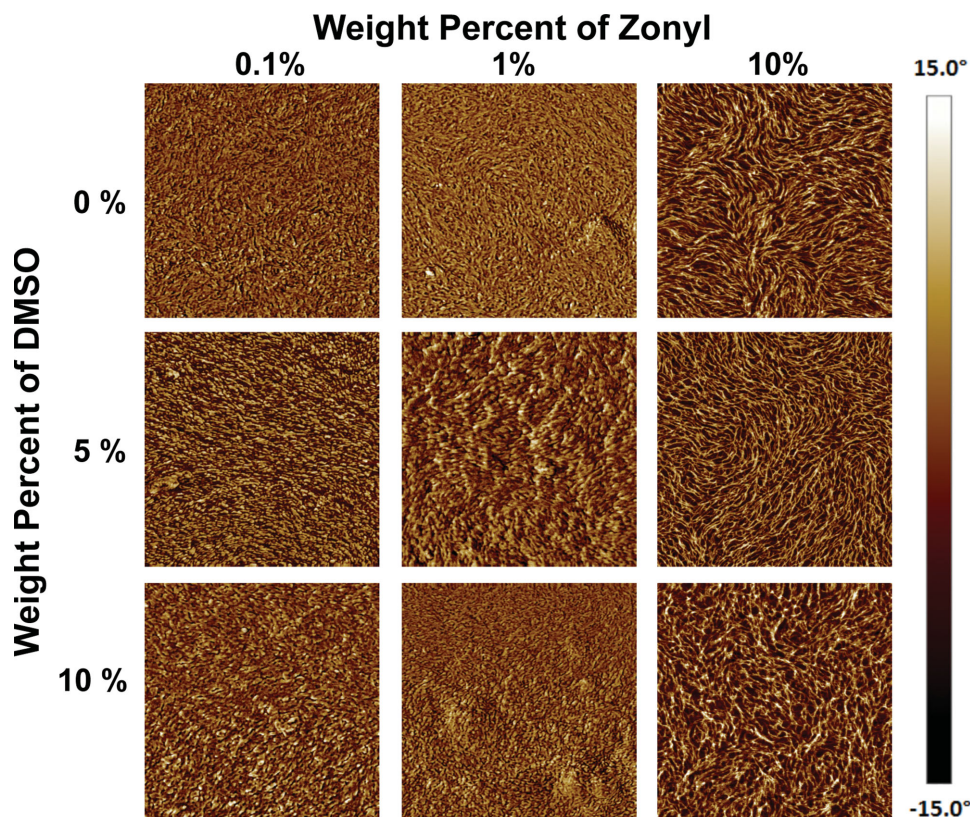 Weight Percent of Zonyl
0.1% 1% 10%
15.0°
0 %
5 %
10 %
Weight Percent of DMSO
-15.0°